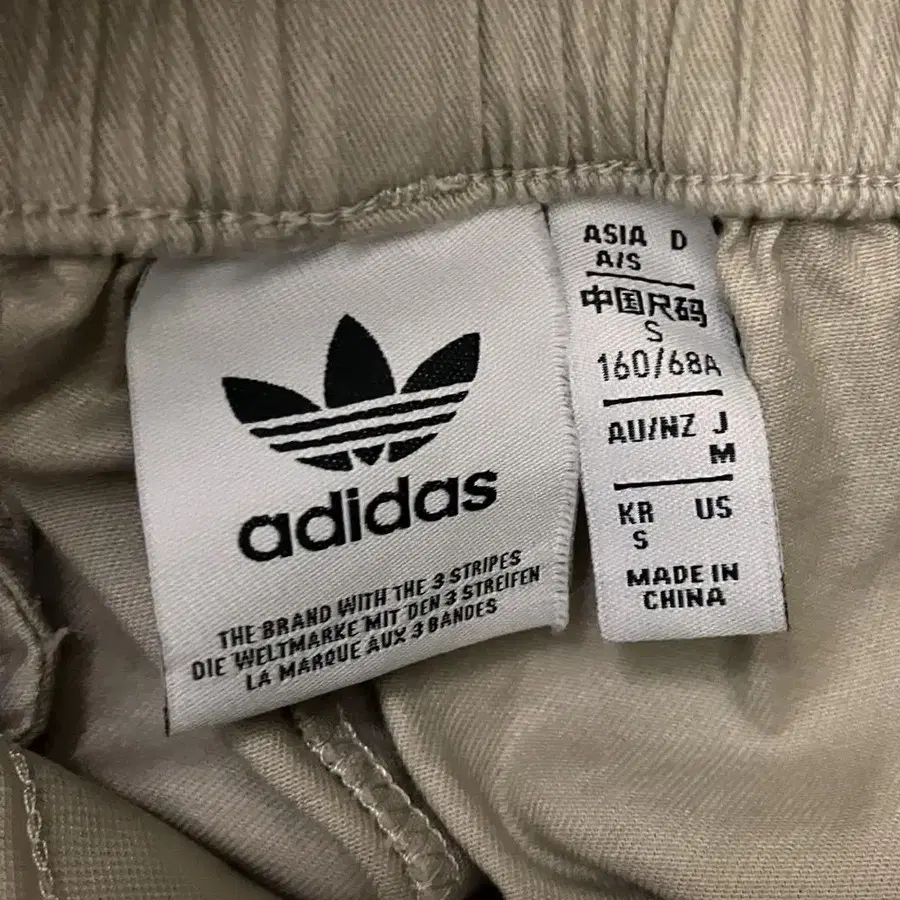 adidas
THE BRAND WITH THE 3 STRIPES
DIE WELTMARKE MIT DEN 3 STREIFEN
LA MARQUE AUX 3 BANDES
ASIA D
A/S
中国尺码
S
160/68A
AU/NZ J
M
KR US
S
MADE IN
CHINA